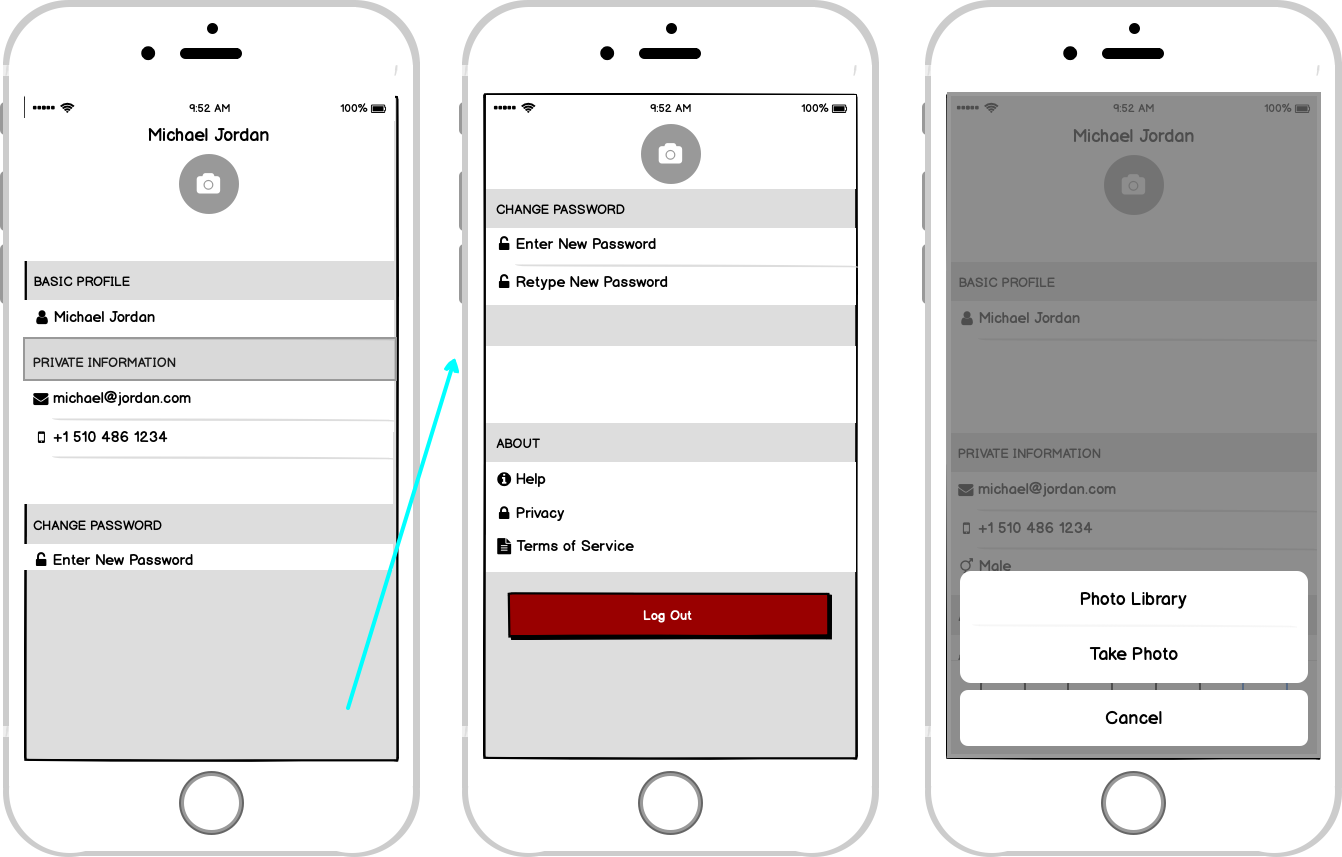 9:52 AM 100%
Michael Jordan
BASIC PROFILE
Michael Jordan
PRIVATE INFORMATION
michael@jordan.com
+1 510 486 1234
CHANGE PASSWORD
Enter New Password
9:52 AM 100%
CHANGE PASSWORD
Enter New Password
Retype New Password
ABOUT
Help
Privacy
Terms of Service
Log Out
9:52 AM 100%
Michael Jordan
BASIC PROFILE
Michael Jordan
PRIVATE INFORMATION
michael@jordan.com
+1 510 486 1234
Male
Photo Library
Take Photo
Cancel